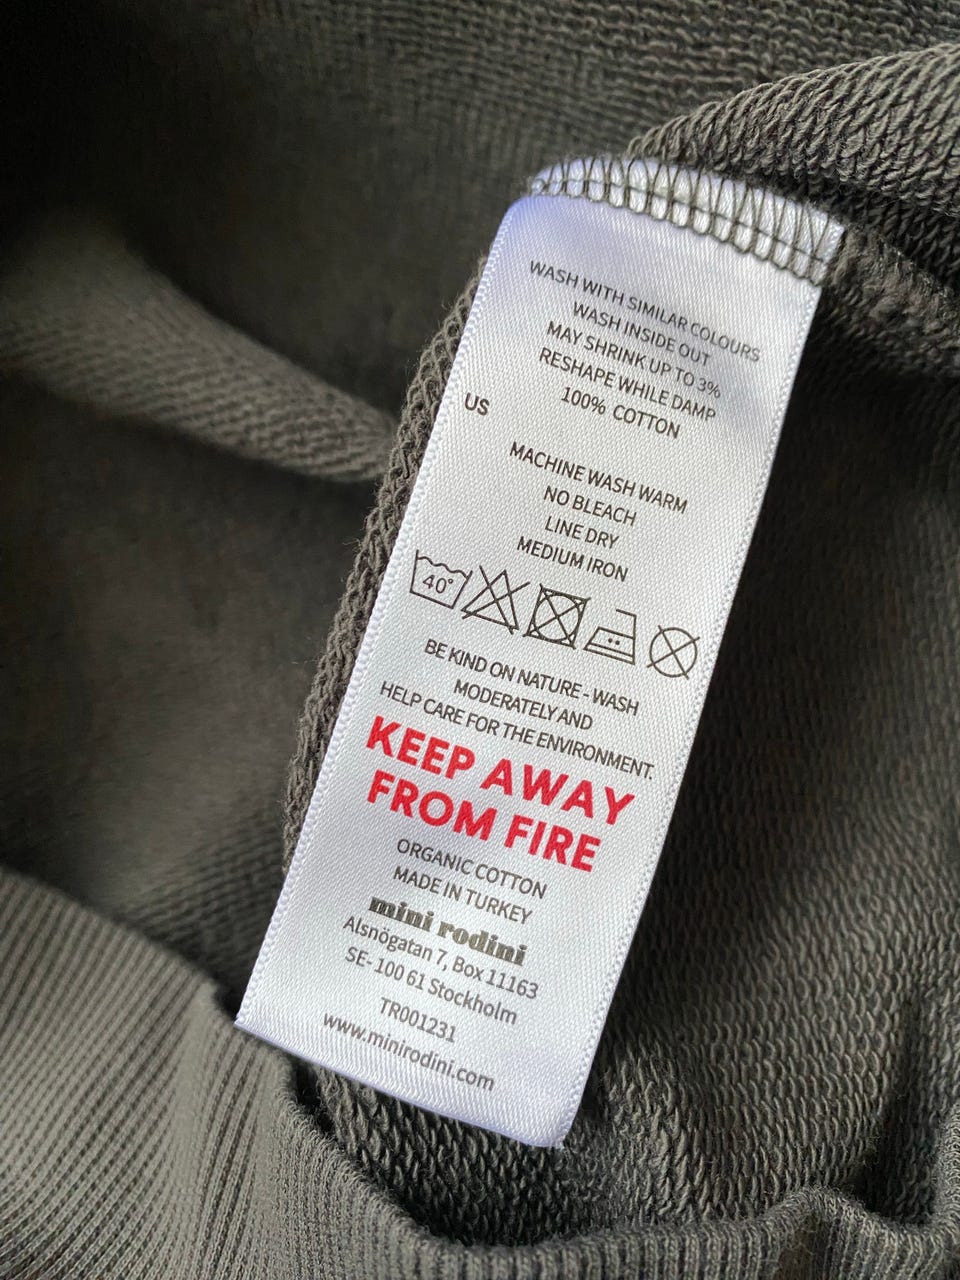 WASH WITH SIMILAR COLOURS
WASH INSIDE OUT
MAY SHRINK UP TO 3%
RESHAPE WHILE DAMP
100% COTTON
US
MACHINE WASH WARM
NO BLEACH
LINE DRY
MEDIUM IRON
40°
BE KIND ON NATURE - WASH
MODERATELY AND
HELP CARE FOR THE ENVIRONMENT.
KEEP AWAY
FROM FIRE
ORGANIC COTTON
MADE IN TURKEY
mini rodini
Alsnögatan 7, Box 11163
SE- 100 61 Stockholm
TR001231
www.minirodini.com